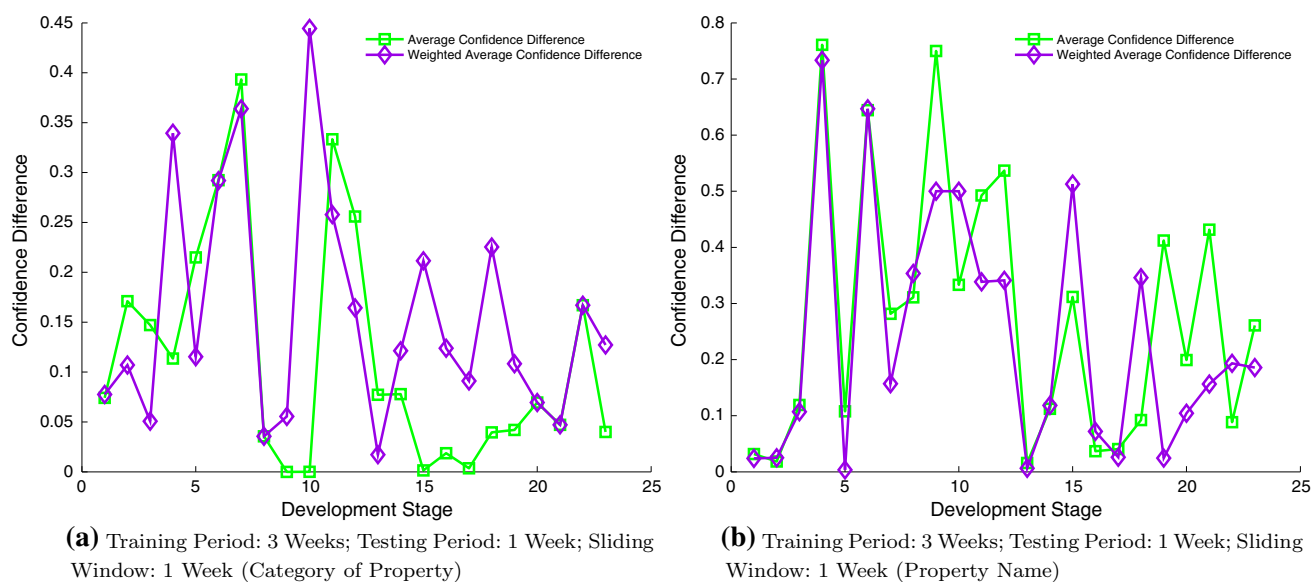 0.45
0.4
0.35
0.3
0.25
0.2
0.15
0.1
0.05
0
0
5
10
15
20
25
Confidence Difference
Development Stage
Average Confidence Difference
Weighted Average Confidence Difference
(a) Training Period: 3 Weeks; Testing Period: 1 Week; Sliding
Window: 1 Week (Category of Property)
0.8
0.7
0.6
0.5
0.4
0.3
0.2
0.1
0
0
5
10
15
20
25
Confidence Difference
Development Stage
Average Confidence Difference
Weighted Average Confidence Difference
(b) Training Period: 3 Weeks; Testing Period: 1 Week; Sliding
Window: 1 Week (Property Name)